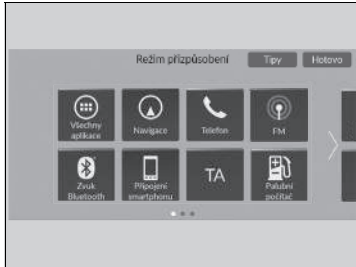 Režim přizpůsobení
Tipy
Hotovo
Všechny
aplikace
Navigace
Telefon
FM
Zvuk
Bluetooth
Připojení
smartphonu
TA
Palubní
počítač